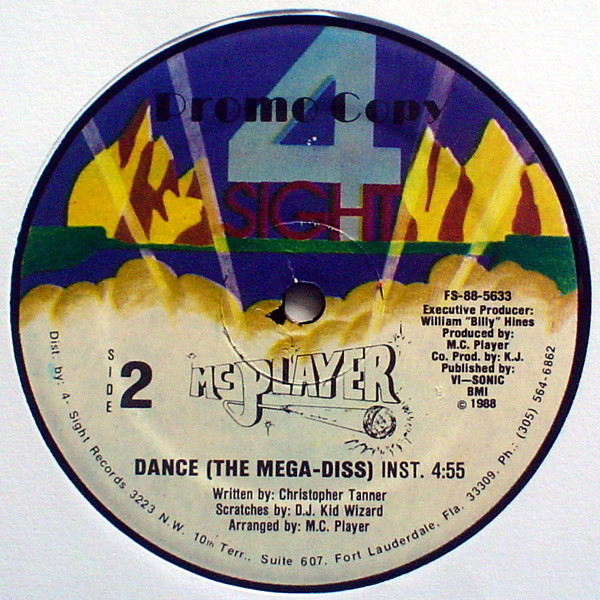 Promo Copy
4
SIGHT
FS-88-5633
Executive Producer:
William "Billy" Hines
Produced by:
M.C. Player
Co. Prod. by: K.J.
Published by:
VI-SONIC
BMI
© 1988
SIDE
2
MC PLAYER
DANCE (THE MEGA-DISS) INST. 4:55
Written by: Christopher Tanner
Scratches by: D.J. Kid Wizard
Arranged by: M.C. Player
Dist. by 4-Sight Records 3223 N.W. 10th Terr., Suite 607, Fort Lauderdale, Fla. 33309, Ph.: (305) 564-6862